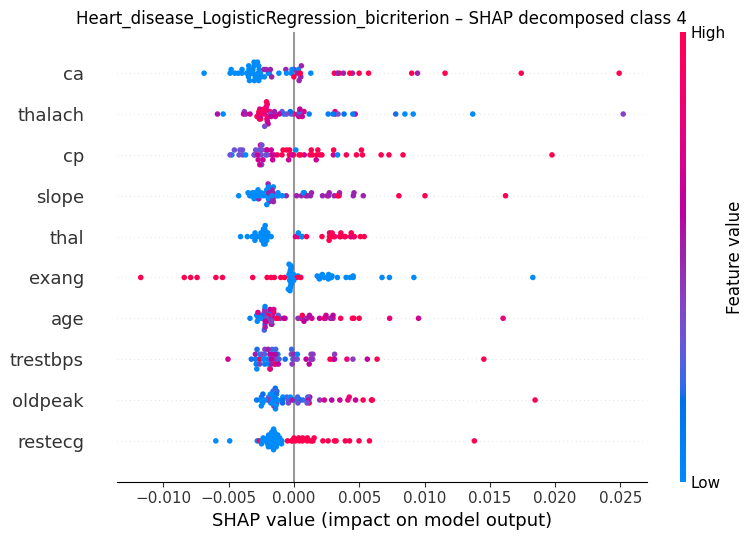 Heart_disease_LogisticRegression_bicriterion – SHAP decomposed class 4
High
ca
thalach
cp
slope
thal
exang
age
trestbps
oldpeak
restecg
Feature value
Low
−0.010 −0.005 0.000 0.005 0.010 0.015 0.020 0.025
SHAP value (impact on model output)